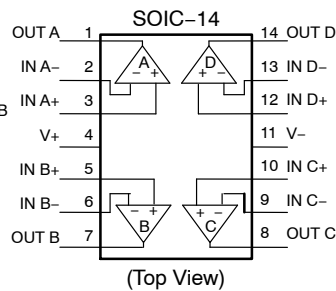 SOIC−14
OUT A 1 14 OUT D
IN A− 2 A D 13 IN D−
− + + −
B IN A+ 3 12 IN D+
V+ 4 11 V−
IN B+ 5 10 IN C+
IN B− 6 − + + − 9 IN C−
B C
OUT B 7 8 OUT C
(Top View)